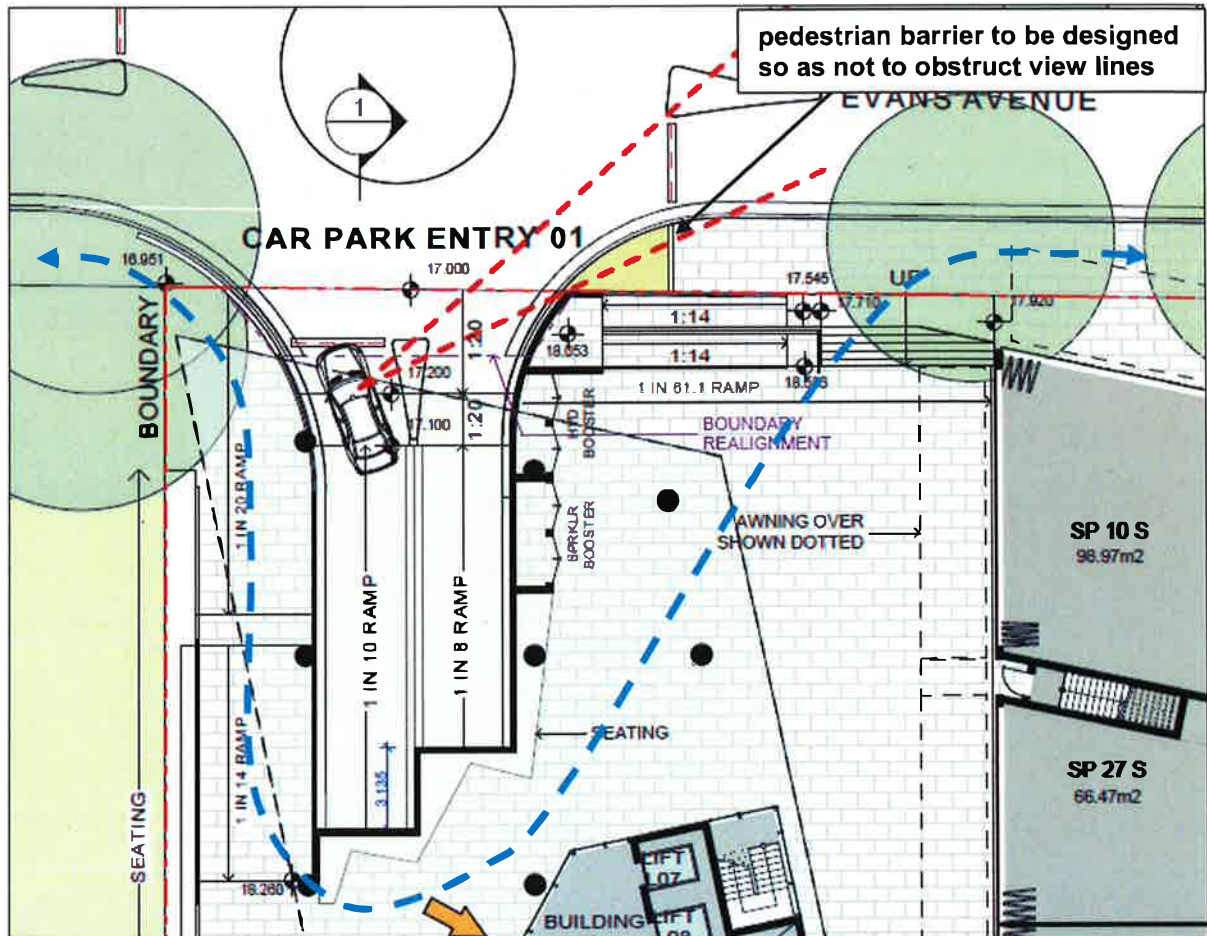 pedestrian barrier to be designed
so as not to obstruct view lines
EVANS AVENUE
1
CAR PARK ENTRY 01
16.951
17.000
17.545
UP
17.710
17.920
BOUNDARY
1:20
18.053
1:14
1:14
17.200
1 IN 61.1 RAMP
17.100
1:20
HYD
BOOSTER
BOUNDARY
REALIGNMENT
1 IN 20 RAMP
SPRKLR
BOOSTER
AWNING OVER
SHOWN DOTTED
SP 10 S
98.97m2
1 IN 10 RAMP
1 IN 8 RAMP
SEATING
1 IN 14 RAMP
3.135
SP 27 S
66.47m2
SEATING
18.260
LIFT
L07
BUILDING
LIFT